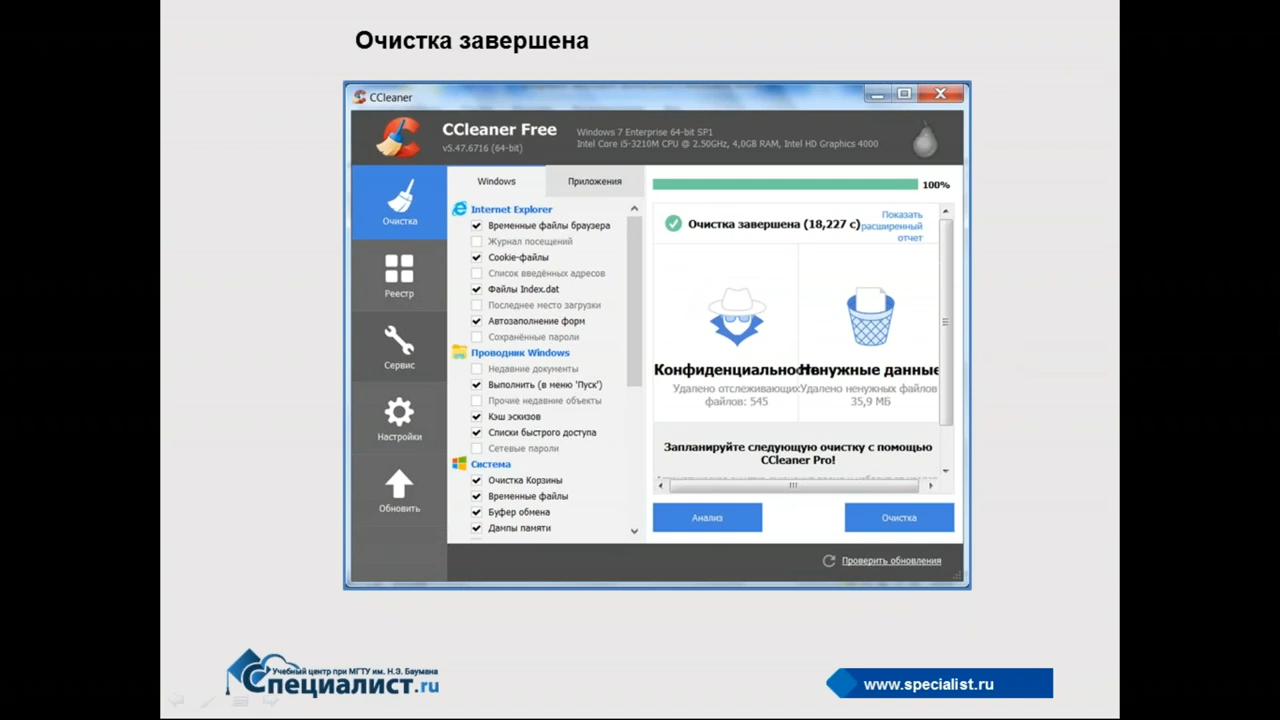 Очистка завершена
CCleaner
CCleaner Free
v5.47.6716 (64-bit)
Windows 7 Enterprise 64-bit SP1
Intel Core i5-3210M CPU @ 2.50GHz, 4,0GB RAM, Intel HD Graphics 4000
Очистка
Реестр
Сервис
Настройки
Обновить
Windows
Приложения
Internet Explorer
Временные файлы браузера
Журнал посещений
Cookie-файлы
Список введённых адресов
Файлы Index.dat
Последнее место загрузки
Автозаполнение форм
Сохранённые пароли
Проводник Windows
Недавние документы
Выполнить (в меню 'Пуск')
Прочие недавние объекты
Кэш эскизов
Списки быстрого доступа
Сетевые пароли
Система
Очистка Корзины
Временные файлы
Буфер обмена
Дампы памяти
100%
Очистка завершена (18,227 с)
Показать
расширенный
отчет
Удалено отслеживающих
файлов: 545
Ненужные данные
Удалено ненужных файлов
35,9 МБ
Запланируйте следующую очистку с помощью
CCleaner Pro!
Анализ
Очистка
Проверить обновления
Учебный центр при МГТУ им. Н.Э. Баумана
Специалист.ru
www.specialist.ru